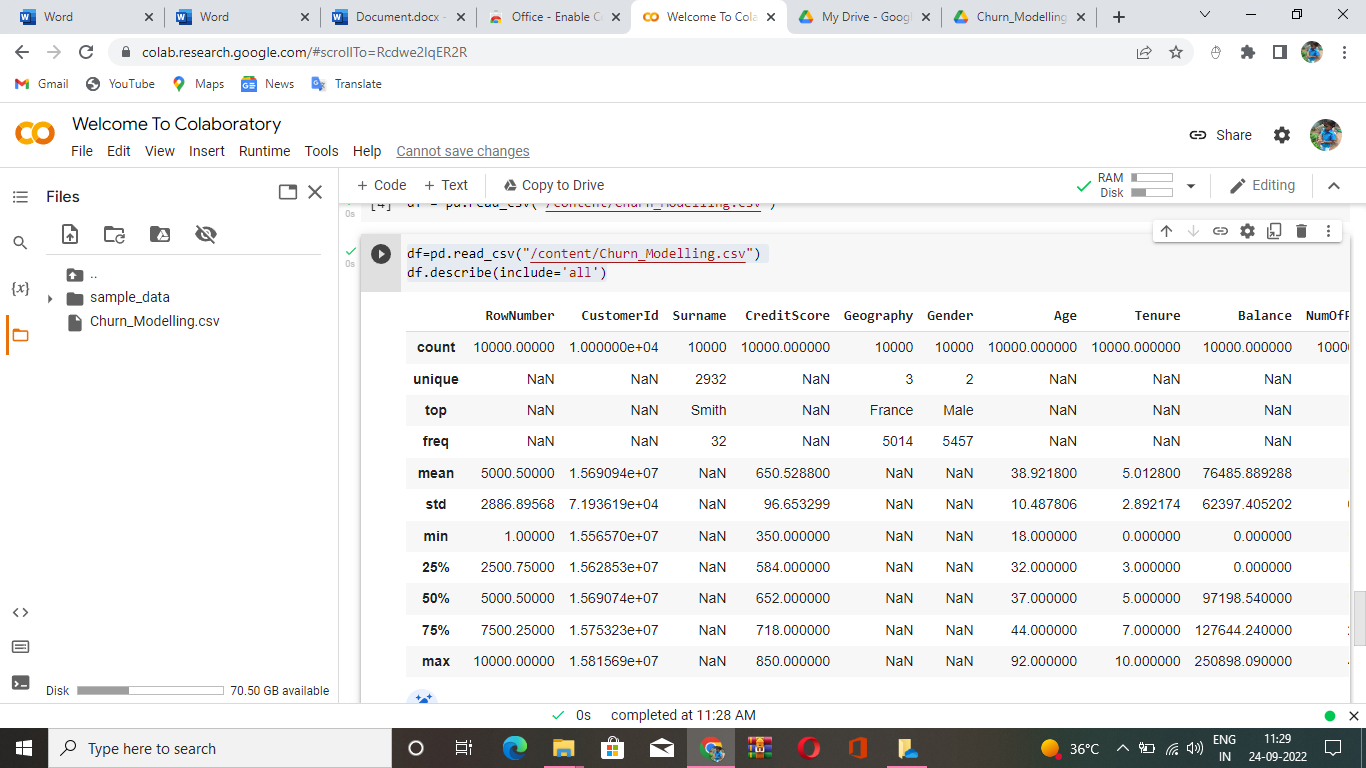 Word
Word
Document.docx -
Office - Enable C
Welcome To Cola
My Drive - Googl
Churn_Modelling
colab.research.google.com/#scrollTo=Rcdwe2IqER2R
Gmail
YouTube
Maps
News
Translate
Welcome To Colaboratory
File Edit View Insert Runtime Tools Help Cannot save changes
Share
Files
+ Code + Text
Copy to Drive
RAM
Disk
Editing
..
sample_data
Churn_Modelling.csv
[4] df = pd.read_csv("/content/Churn_Modelling.csv")
0s
0s
df=pd.read_csv("/content/Churn_Modelling.csv")
df.describe(include='all')
RowNumber CustomerId Surname CreditScore Geography Gender Age Tenure Balance
count 10000.00000 1.000000e+04 10000 10000.000000 10000 10000 10000.000000 10000.000000 10000.000000
unique NaN NaN 2932 NaN 3 2 NaN NaN NaN
top NaN NaN Smith NaN France Male NaN NaN NaN
freq NaN NaN 32 NaN 5014 5457 NaN NaN NaN
mean 5000.50000 1.569094e+07 NaN 650.528800 NaN NaN 38.921800 5.012800 76485.889288
std 2886.89568 7.193619e+04 NaN 96.653299 NaN NaN 10.487806 2.892174 62397.405202
min 1.00000 1.556570e+07 NaN 350.000000 NaN NaN 18.000000 0.000000 0.000000
25% 2500.75000 1.562853e+07 NaN 584.000000 NaN NaN 32.000000 3.000000 0.000000
50% 5000.50000 1.569074e+07 NaN 652.000000 NaN NaN 37.000000 5.000000 97198.540000
75% 7500.25000 1.575323e+07 NaN 718.000000 NaN NaN 44.000000 7.000000 127644.240000
max 10000.00000 1.581569e+07 NaN 850.000000 NaN NaN 92.000000 10.000000 250898.090000
Disk 70.50 GB available
0s completed at 11:28 AM
Type here to search
36°C
ENG
IN
11:29
24-09-2022